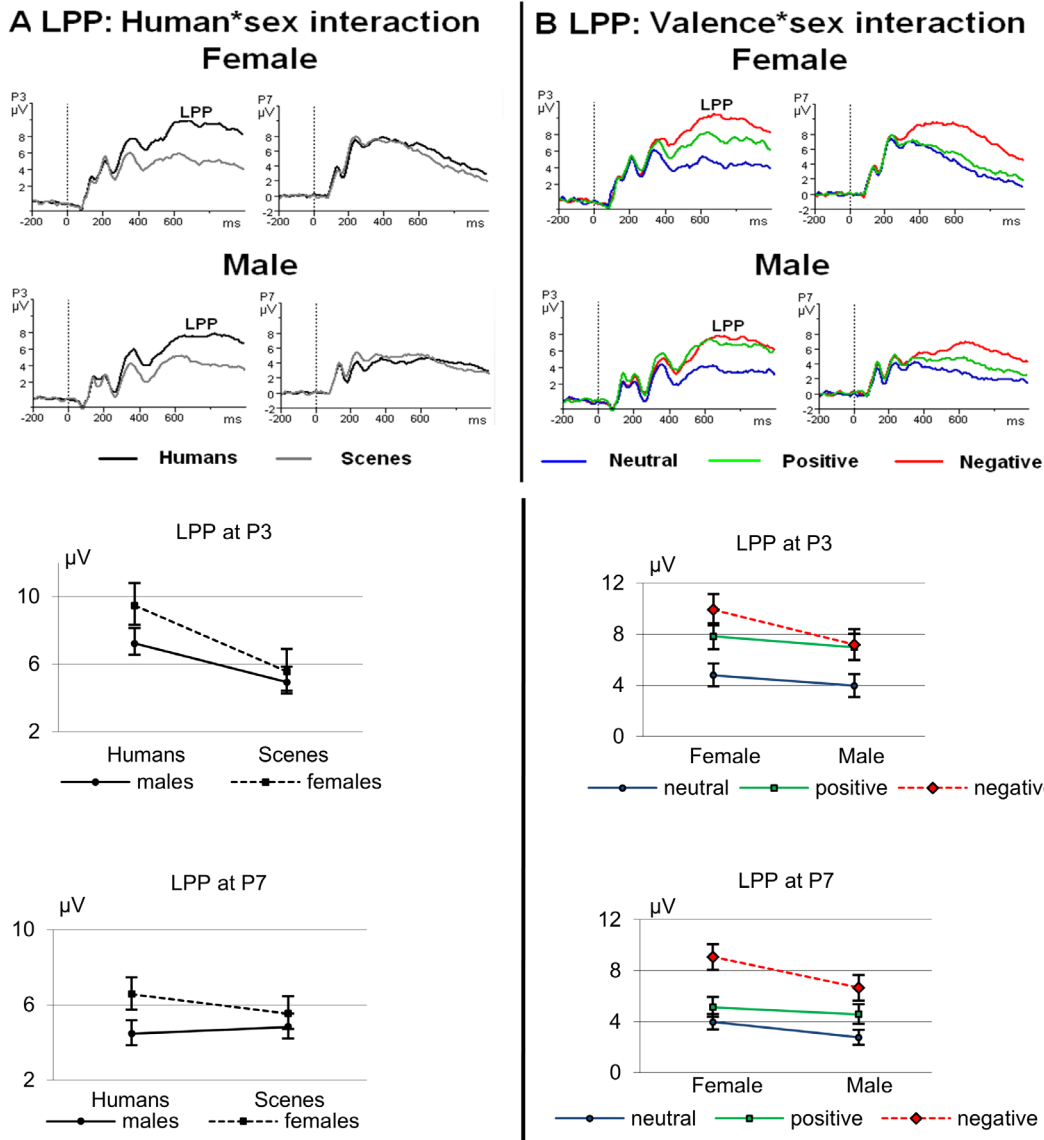 A LPP: Human*sex interaction
Female
P3
µV
LPP
8
6
4
2
-200 0 200 400 600
ms
P7
µV
8
6
4
2
0
-2
-200 0 200 400 600
ms
Male
P3
µV
LPP
8
6
4
2
-200 0 200 400 600
ms
P7
µV
8
6
4
2
0
-2
-200 0 200 400 600
ms
Humans Scenes
B LPP: Valence*sex interaction
Female
P3
µV
LPP
8
6
4
2
-200 0 200 400 600
ms
P7
µV
8
6
4
2
0
-2
-200 0 200 400 600
ms
Male
P3
µV
LPP
8
6
4
2
-200 0 200 400 600
ms
P7
µV
8
6
4
2
0
-2
-200 0 200 400 600
ms
Neutral Positive Negative
LPP at P3
µV
10
6
2
Humans Scenes
males females
LPP at P7
µV
10
6
2
Humans Scenes
males females
LPP at P3
µV
12
8
4
0
Female Male
neutral positive negativ
LPP at P7
µV
12
8
4
0
Female Male
neutral positive negative